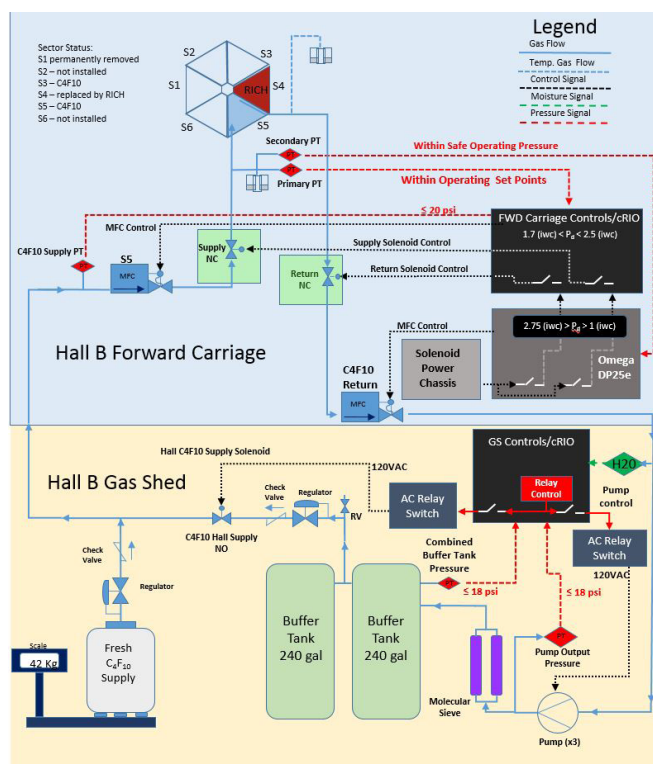 Legend
Gas Flow
Temp. Gas Flow
Control Signal
Moisture Signal
Pressure Signal
Sector Status:
S1 permanently removed
S2 – not installed
S3 – C4F10
S4 – replaced by RICH
S5 – C4F10
S6 – not installed
S2
S3
S1
RICH
S4
S6
S5
Secondary PT
PT
Within Safe Operating Pressure
PT
Primary PT
Within Operating Set Points
≤ 20 psi
FWD Carriage Controls/cRIO
1.7 (iwc) < Pd < 2.5 (iwc)
MFC Control
C4F10 Supply PT
PT
S5
MFC
Supply
NC
Supply Solenoid Control
Return
NC
Return Solenoid Control
MFC Control
2.75 (iwc) > Pd > 1 (iwc)
Omega
DP25e
Solenoid
Power
Chassis
Hall B Forward Carriage
C4F10
Return
MFC
Hall B Gas Shed
Hall C4F10 Supply Solenoid
120VAC
GS Controls/cRIO
Relay
Control
H20
Pump
control
AC Relay
Switch
AC Relay
Switch
120VAC
Check
Valve
Regulator
RV
C4F10 Hall Supply
NO
Combined
Buffer Tank
Pressure
PT
≤ 18 psi
≤ 18 psi
PT
Pump Output
Pressure
Check
Valve
Regulator
Buffer
Tank
240 gal
Buffer
Tank
240 gal
Scale
42 Kg
Fresh
C4F10
Supply
Molecular
Sieve
Pump (x3)